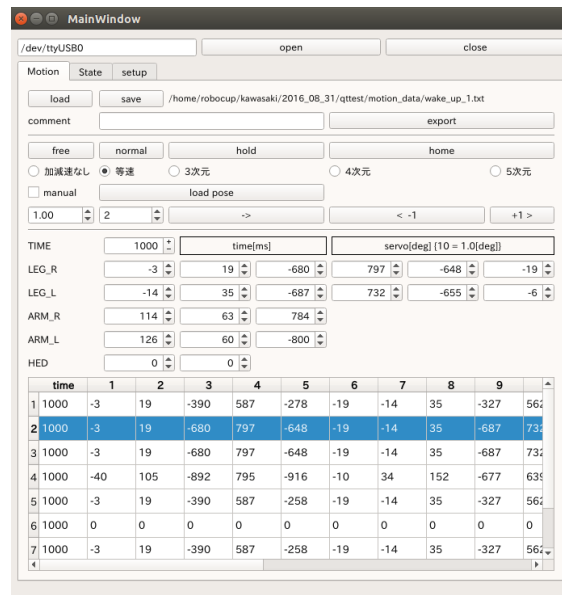 MainWindow
/dev/ttyUSB0 open close
Motion State setup
load save /home/robocup/kawasaki/2016_08_31/qttest/motion_data/wake_up_1.txt
comment export
free normal hold home
加減速なし 等速 3次元 4次元 5次元
manual load pose
1.00 2 -> < -1 +1 >
TIME 1000 time[ms] servo[deg] {10 = 1.0[deg]}
LEG_R -3 19 -680 797 -648 -19
LEG_L -14 35 -687 732 -655 -6
ARM_R 114 63 784
ARM_L 126 60 -800
HED 0 0
time 1 2 3 4 5 6 7 8 9
1 1000 -3 19 -390 587 -278 -19 -14 35 -327 562
2 1000 -3 19 -680 797 -648 -19 -14 35 -687 732
3 1000 -3 19 -680 797 -648 -19 -14 35 -687 732
4 1000 -40 105 -892 795 -916 -10 34 152 -677 639
5 1000 -3 19 -390 587 -258 -19 -14 35 -327 562
6 1000 0 0 0 0 0 0 0 0 0 0
7 1000 -3 19 -390 587 -258 -19 -14 35 -327 562